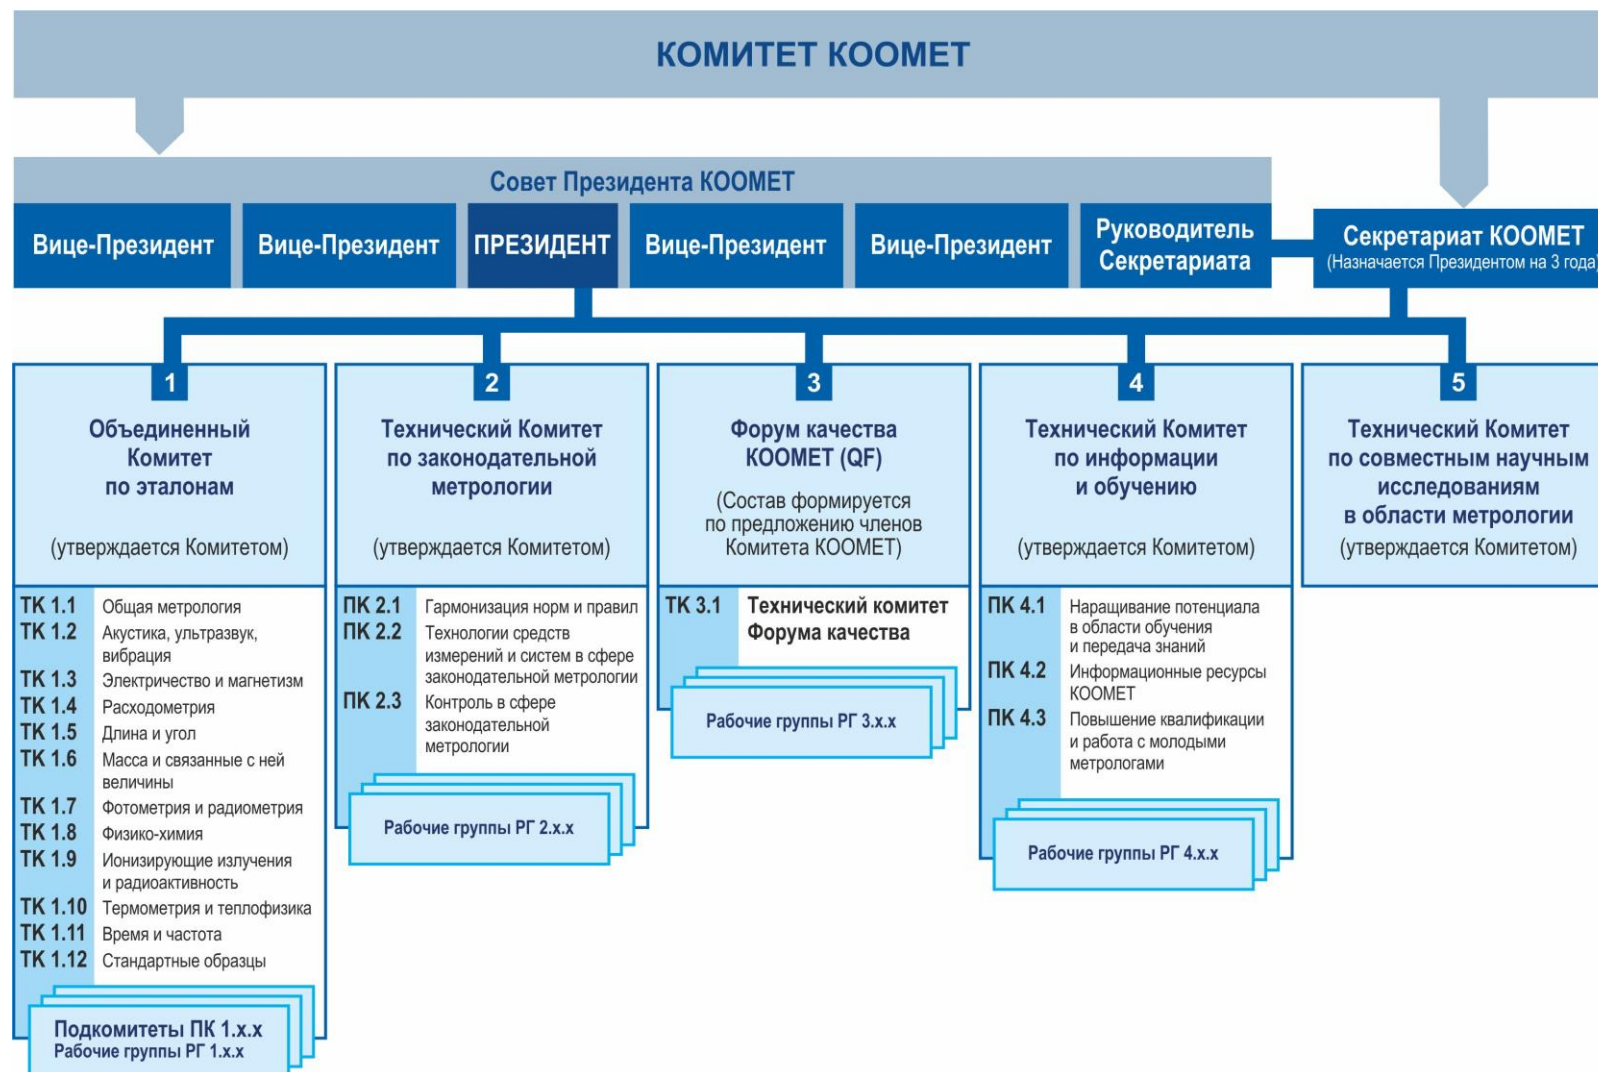 КОМИТЕТ КООМЕТ
Совет Президента КООМЕТ
Вице-Президент
Вице-Президент
ПРЕЗИДЕНТ
Вице-Президент
Вице-Президент
Руководитель
Секретариата
Секретариат КООМЕТ
(Назначается Президентом на 3 года)
1
Объединенный
Комитет
по эталонам
(утверждается Комитетом)
ТК 1.1 Общая метрология
ТК 1.2 Акустика, ультразвук,
вибрация
ТК 1.3 Электричество и магнетизм
ТК 1.4 Расходометрия
ТК 1.5 Длина и угол
ТК 1.6 Масса и связанные с ней
величины
ТК 1.7 Фотометрия и радиометрия
ТК 1.8 Физико-химия
ТК 1.9 Ионизирующие излучения
и радиоактивность
ТК 1.10 Термометрия и теплофизика
ТК 1.11 Время и частота
ТК 1.12 Стандартные образцы
Подкомитеты ПК 1.x.x
Рабочие группы РГ 1.x.x
2
Технический Комитет
по законодательной
метрологии
(утверждается Комитетом)
ПК 2.1 Гармонизация норм и правил
ПК 2.2 Технологии средств
измерений и систем в сфере
законодательной метрологии
ПК 2.3 Контроль в сфере
законодательной
метрологии
Рабочие группы РГ 2.x.x
3
Форум качества
КООМЕТ (QF)
(Состав формируется
по предложению членов
Комитета КООМЕТ)
ТК 3.1 Технический комитет
Форума качества
Рабочие группы РГ 3.x.x
4
Технический Комитет
по информации
и обучению
(утверждается Комитетом)
ПК 4.1 Наращивание потенциала
в области обучения
и передача знаний
ПК 4.2 Информационные ресурсы
КООМЕТ
ПК 4.3 Повышение квалификации
и работа с молодыми
метрологами
Рабочие группы РГ 4.x.x
5
Технический Комитет
по совместным научным
исследованиям
в области метрологии
(утверждается Комитетом)